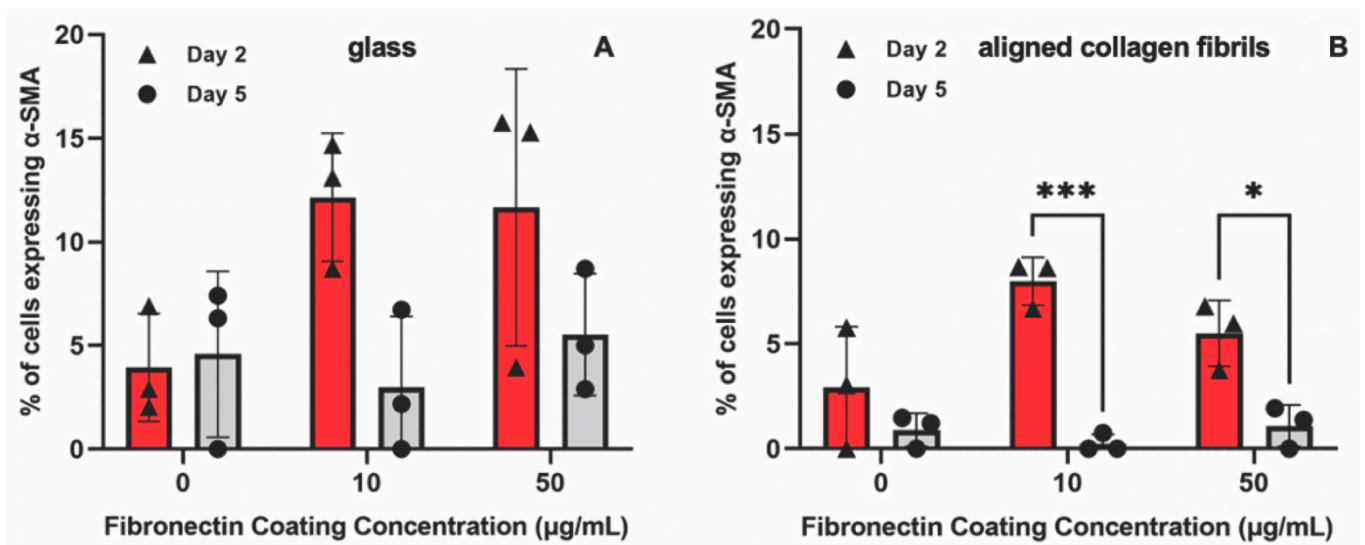 % of cells expressing α-SMA
20
15
10
5
0
Day 2
Day 5
glass
A
0
10
50
Fibronectin Coating Concentration (μg/mL)
% of cells expressing α-SMA
20
15
10
5
0
Day 2
Day 5
aligned collagen fibrils
B
***
*
0
10
50
Fibronectin Coating Concentration (μg/mL)